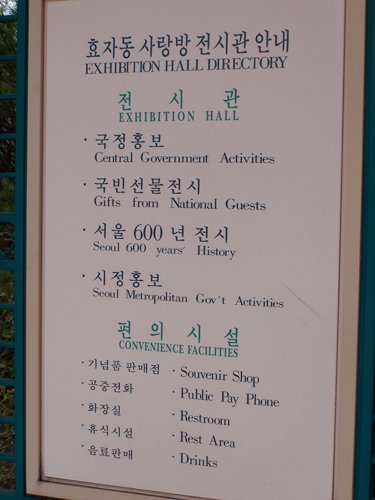 효자동 사랑방 전시관 안내
EXHIBITION HALL DIRECTORY
전 시 관
EXHIBITION HALL
· 국정홍보
Central Government Activities
· 국빈선물전시
Gifts from National Guests
· 서울 600 년 전시
Seoul 600 years' History
· 시정홍보
Seoul Metropolitan Gov't Activities
편 의 시 설
CONVENIENCE FACILITIES
· 기념품 판매점 · Souvenir Shop
· 공중전화 · Public Pay Phone
· 화장실 · Restroom
· 휴식시설 · Rest Area
· 음료판매 · Drinks